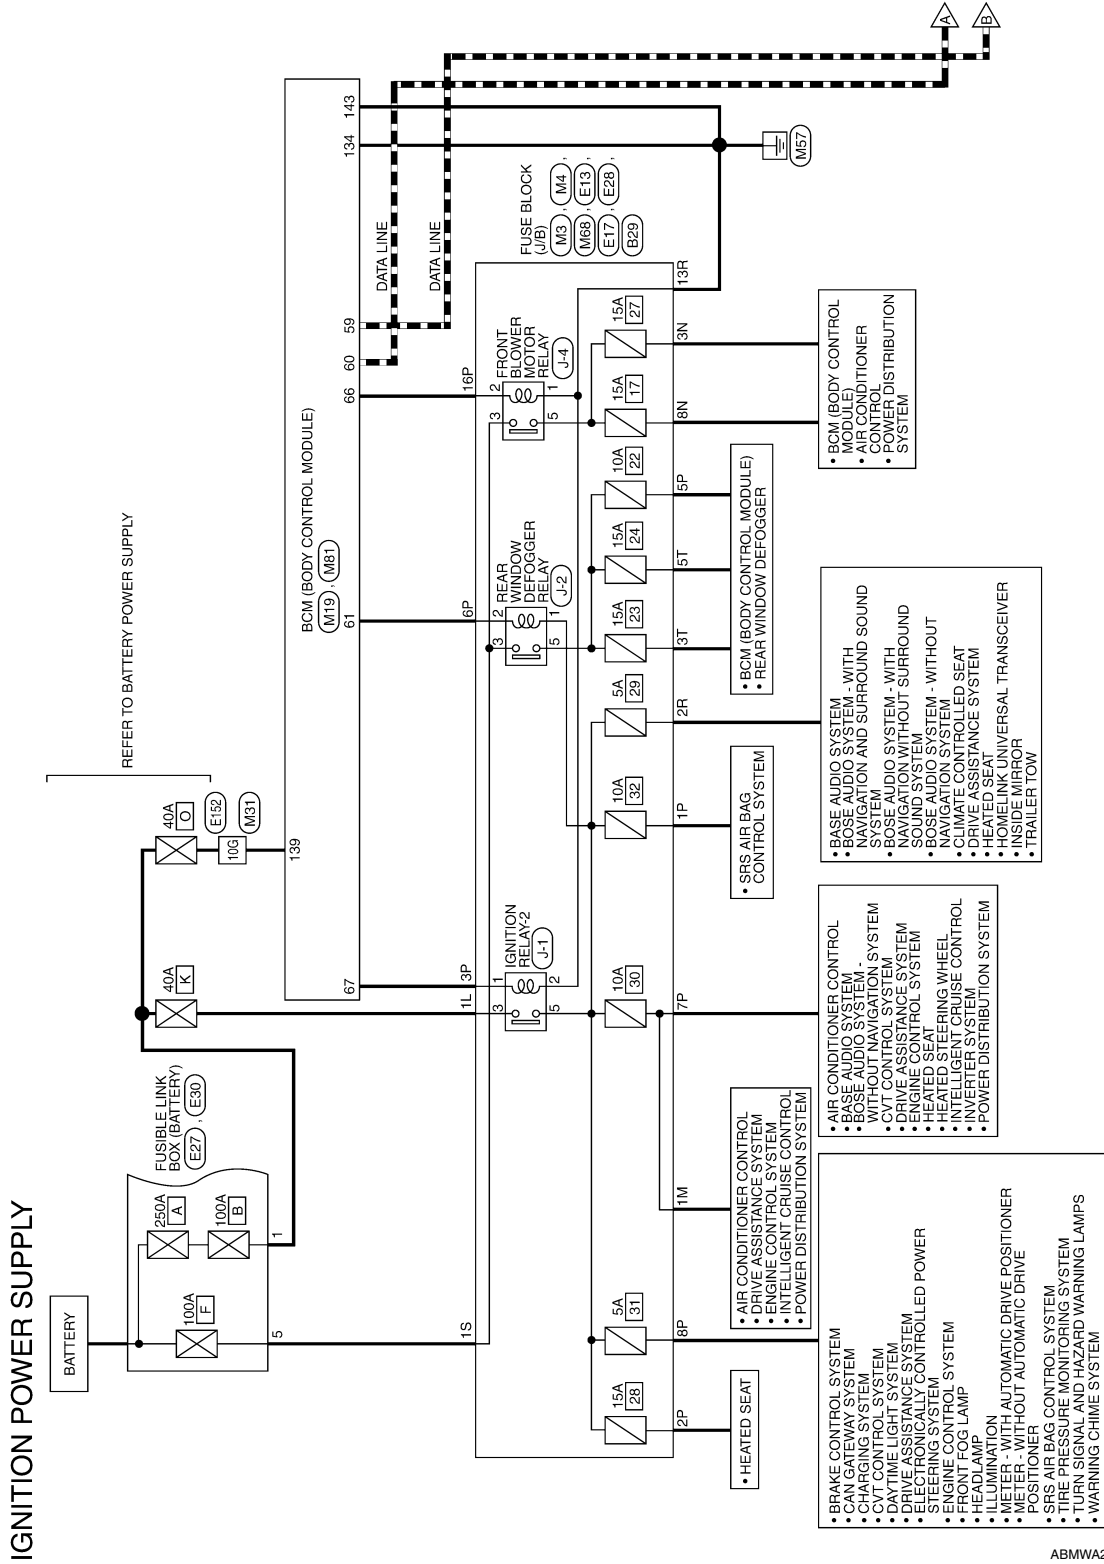 IGNITION POWER SUPPLY
BATTERY
REFER TO BATTERY POWER SUPPLY
FUSIBLE LINK
BOX (BATTERY)
E27 , E30
100A
F
250A
A
100A
B
5
1
40A
K
40A
O
10G
E152
M31
BCM (BODY CONTROL MODULE)
M19 , M81
139
67
61
66
60
59
134
143
DATA LINE
DATA LINE
A
B
M57
FUSE BLOCK
(J/B)
M3 , M4 ,
M68 , E13 ,
E17 , E28 ,
B29
1S
1L
3P
6P
16P
13R
IGNITION
RELAY-2
J-1
3
1
5
2
REAR
WINDOW
DEFOGGER
RELAY
J-2
3
2
5
1
FRONT
BLOWER
MOTOR
RELAY
J-4
3
2
5
1
15A
28
5A
31
10A
30
10A
32
5A
29
15A
23
15A
24
10A
22
15A
17
15A
27
2P
8P
1M
7P
1P
2R
3T
5T
5P
8N
3N
• HEATED SEAT
• BRAKE CONTROL SYSTEM
• CAN GATEWAY SYSTEM
• CHARGING SYSTEM
• CVT CONTROL SYSTEM
• DAYTIME LIGHT SYSTEM
• DRIVE ASSISTANCE SYSTEM
• ELECTRONICALLY CONTROLLED POWER
STEERING SYSTEM
• ENGINE CONTROL SYSTEM
• FRONT FOG LAMP
• HEADLAMP
• ILLUMINATION
• METER - WITH AUTOMATIC DRIVE POSITIONER
• METER - WITHOUT AUTOMATIC DRIVE
POSITIONER
• SRS AIR BAG CONTROL SYSTEM
• TIRE PRESSURE MONITORING SYSTEM
• TURN SIGNAL AND HAZARD WARNING LAMPS
• WARNING CHIME SYSTEM
• AIR CONDITIONER CONTROL
• DRIVE ASSISTANCE SYSTEM
• ENGINE CONTROL SYSTEM
• INTELLIGENT CRUISE CONTROL
• POWER DISTRIBUTION SYSTEM
• AIR CONDITIONER CONTROL
• BASE AUDIO SYSTEM
• BOSE AUDIO SYSTEM -
WITHOUT NAVIGATION SYSTEM
• CVT CONTROL SYSTEM
• DRIVE ASSISTANCE SYSTEM
• ENGINE CONTROL SYSTEM
• HEATED SEAT
• HEATED STEERING WHEEL
• INTELLIGENT CRUISE CONTROL
• INVERTER SYSTEM
• POWER DISTRIBUTION SYSTEM
• SRS AIR BAG
CONTROL SYSTEM
• BASE AUDIO SYSTEM
• BOSE AUDIO SYSTEM - WITH
NAVIGATION AND SURROUND SOUND
SYSTEM
• BOSE AUDIO SYSTEM - WITH
NAVIGATION WITHOUT SURROUND
SOUND SYSTEM
• BOSE AUDIO SYSTEM - WITHOUT
NAVIGATION SYSTEM
• CLIMATE CONTROLLED SEAT
• DRIVE ASSISTANCE SYSTEM
• HEATED SEAT
• HOMELINK UNIVERSAL TRANSCEIVER
• INSIDE MIRROR
• TRAILER TOW
• BCM (BODY CONTROL MODULE)
• REAR WINDOW DEFOGGER
• BCM (BODY CONTROL
MODULE)
• AIR CONDITIONER
CONTROL
• POWER DISTRIBUTION
SYSTEM